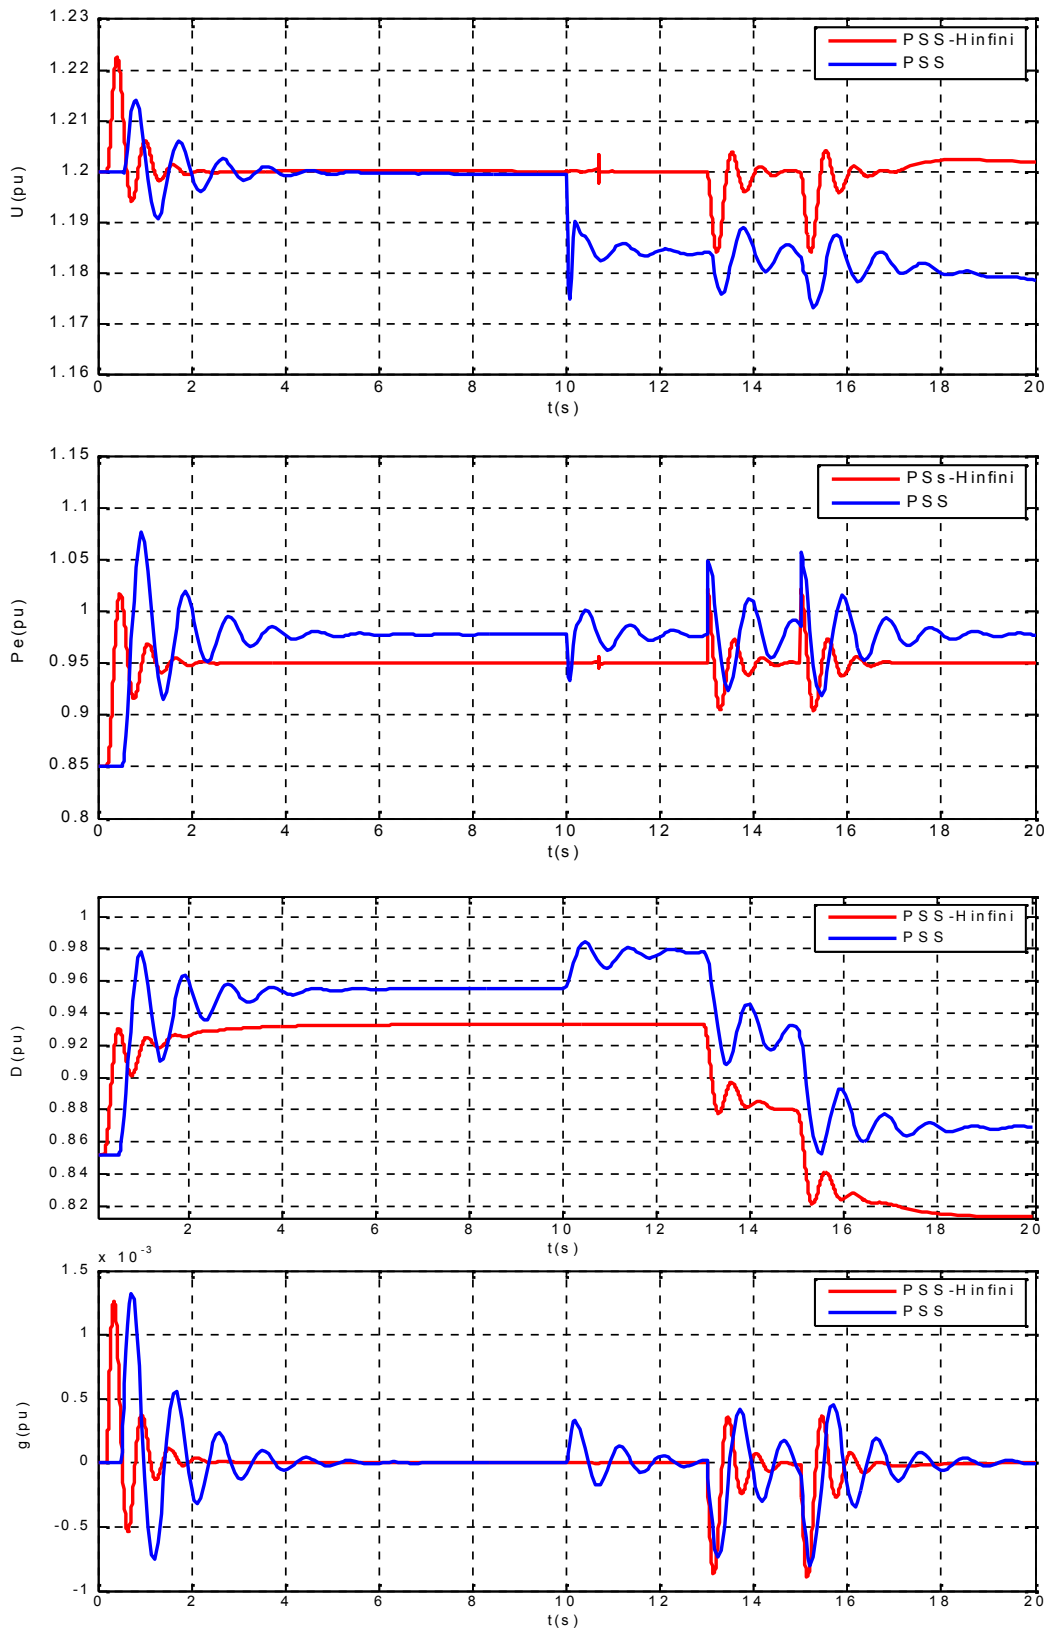 1.23
1.22
1.21
1.20
1.19
1.18
1.17
1.16
U(pu)
PSS-Hinfini
PSS
0 2 4 6 8 10 12 14 16 18 20
t(s)
1.15
1.1
1.05
1
0.95
0.9
0.85
0.8
Pe(pu)
PSs-Hinfini
PSS
0 2 4 6 8 10 12 14 16 18 20
t(s)
1
0.98
0.96
0.94
0.92
0.9
0.88
0.86
0.84
0.82
D(pu)
PSS-Hinfini
PSS
2 4 6 8 10 12 14 16 18 20
t(s)
x 10-3
1.5
1
0.5
0
-0.5
-1
g(pu)
PSS-Hinfini
PSS
0 2 4 6 8 10 12 14 16 18 20
t(s)